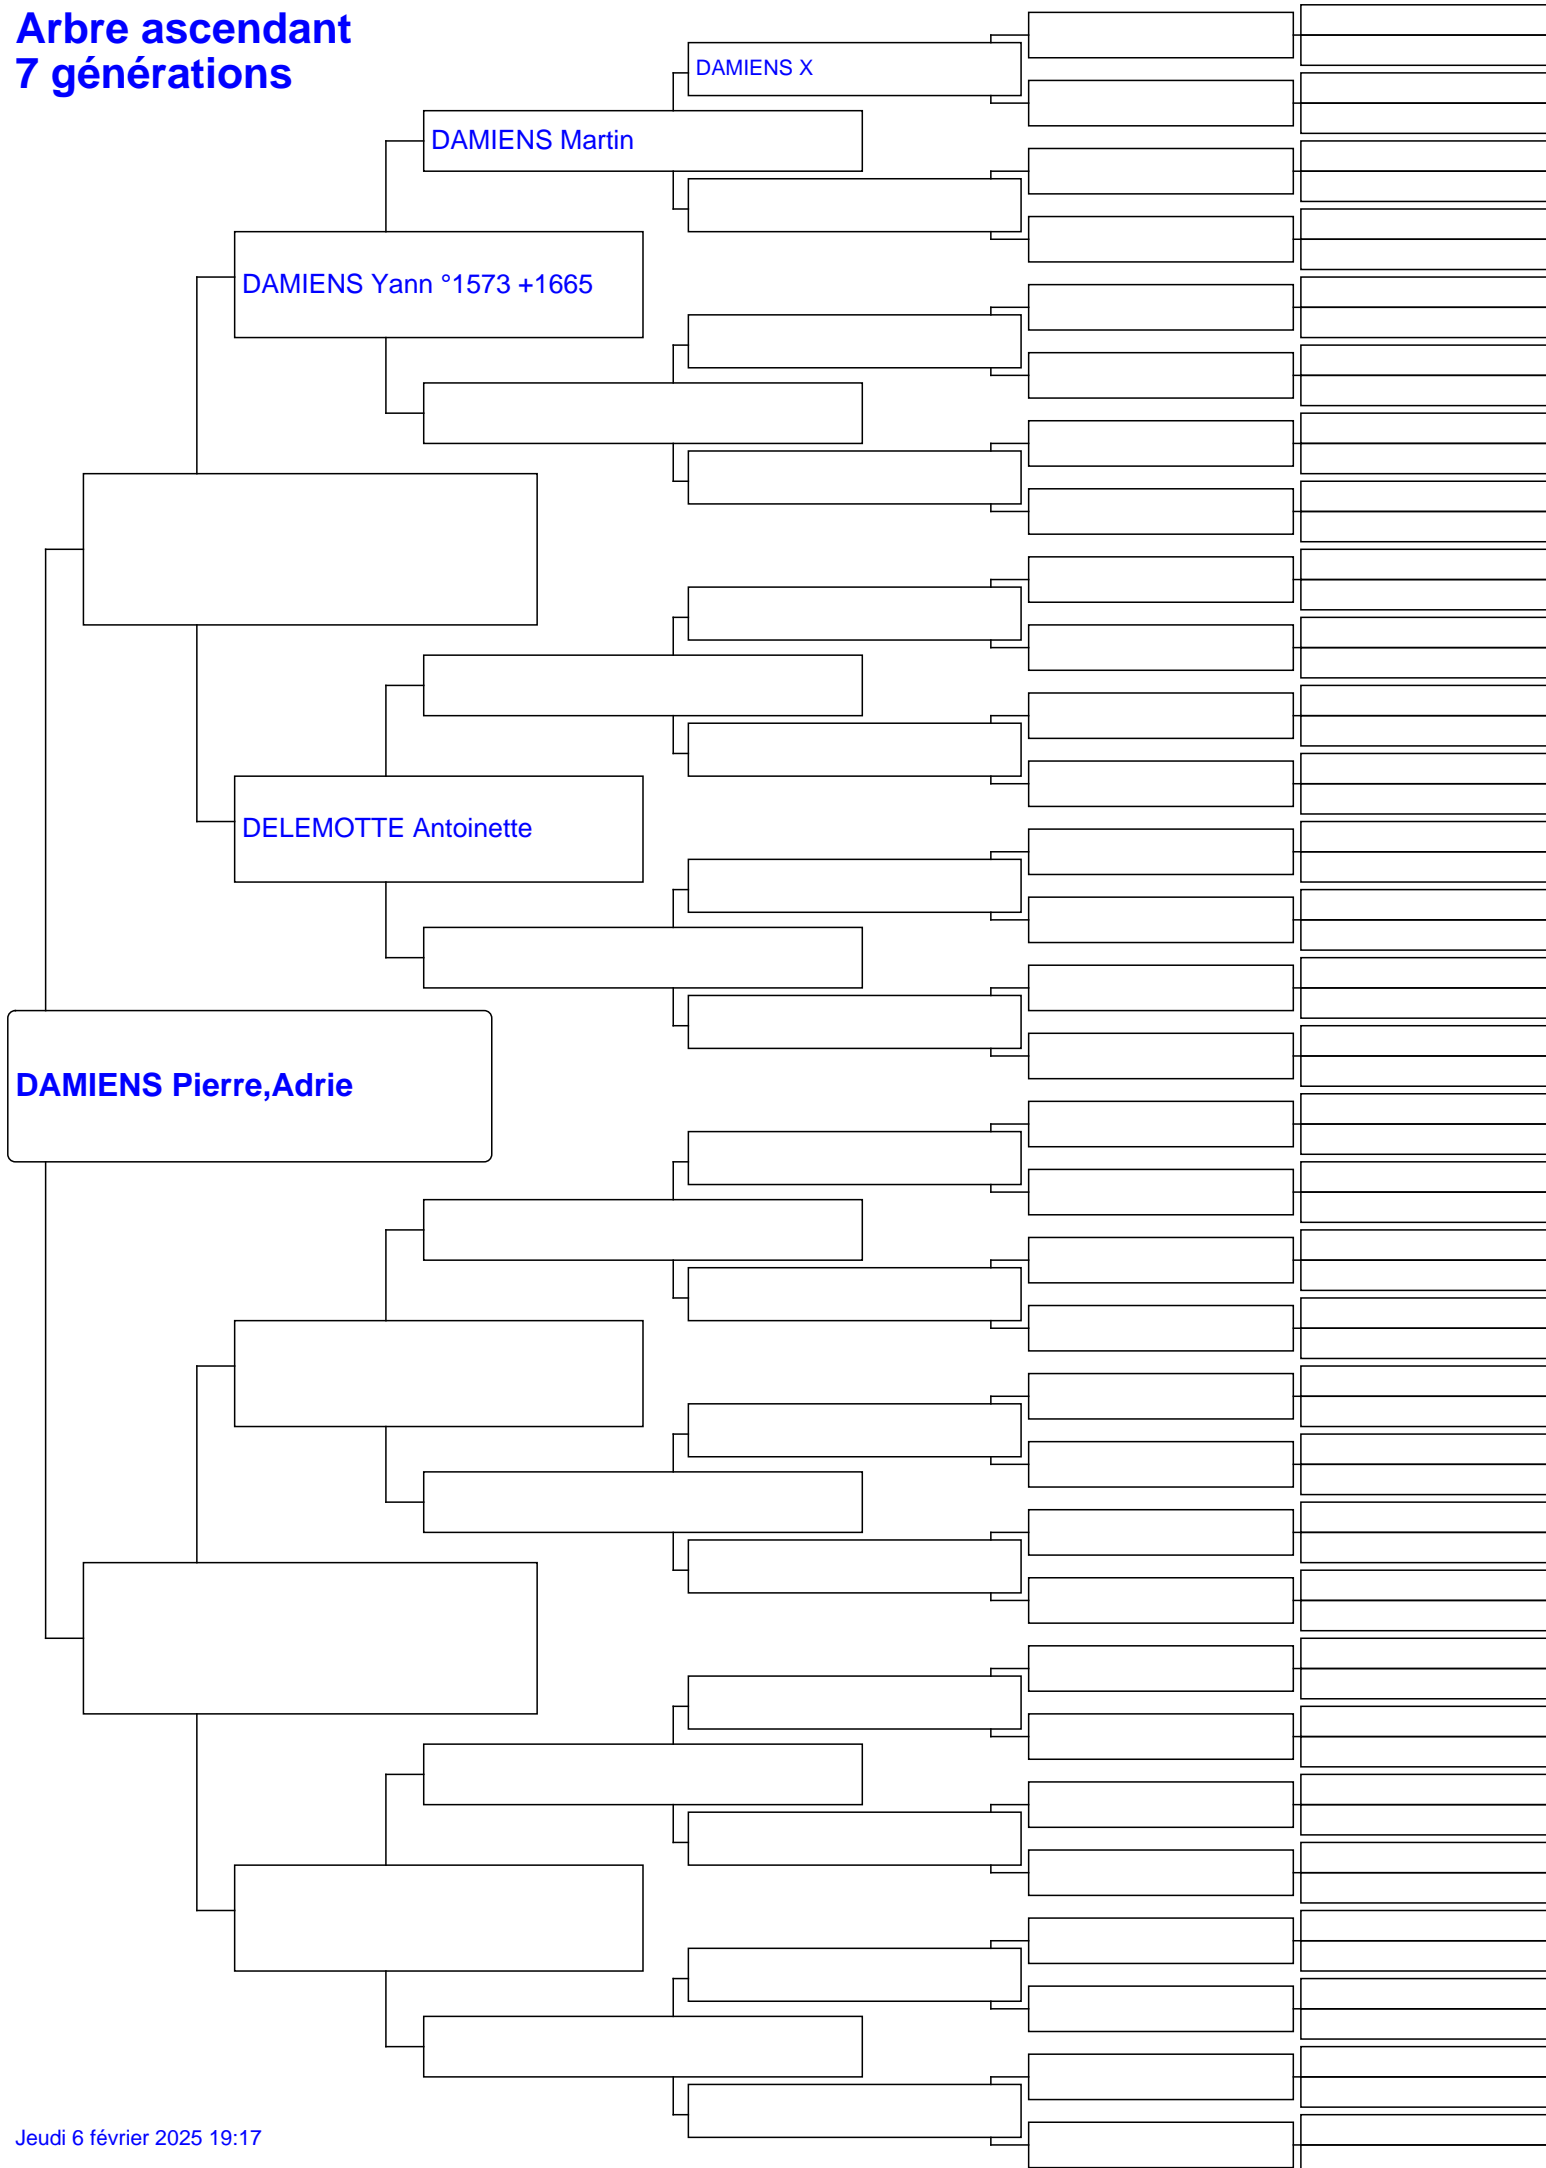 Arbre ascendant
7 générations
DAMIENS X
DAMIENS Martin
DAMIENS Yann °1573 +1665
DELEMOTTE Antoinette
DAMIENS Pierre,Adrie
Jeudi 6 février 2025 19:17